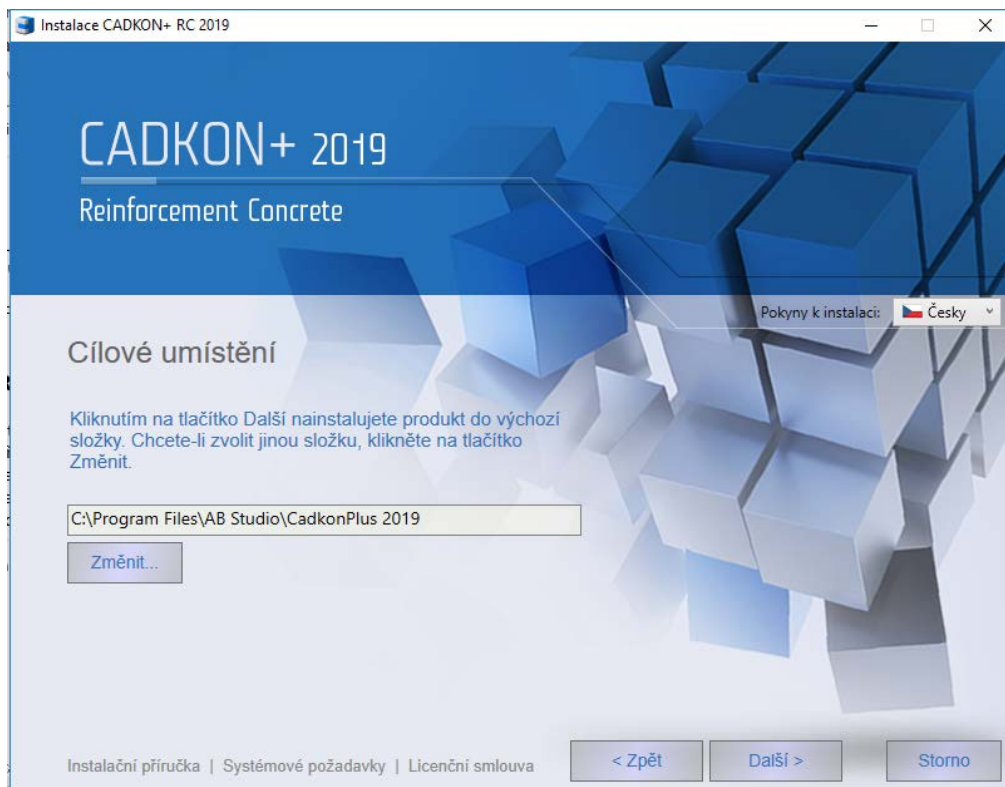 Instalace CADKON+ RC 2019
CADKON+ 2019
Reinforcement Concrete
Pokyny k instalaci: Česky
Cílové umístění
Kliknutím na tlačítko Další nainstalujete produkt do výchozí
složky. Chcete-li zvolit jinou složku, klikněte na tlačítko
Změnit.
C:\Program Files\AB Studio\CadkonPlus 2019
Změnit...
Instalační příručka | Systémové požadavky | Licenční smlouva
< Zpět
Další >
Storno